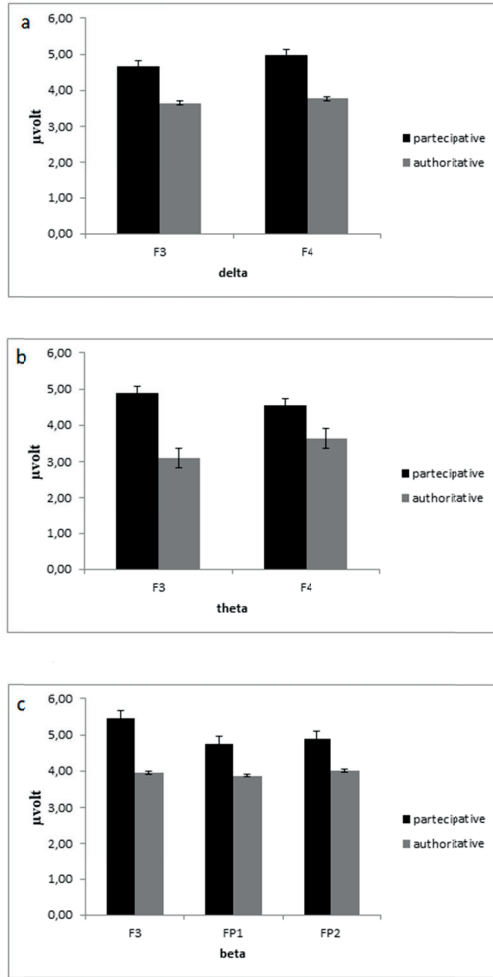 a
6,00
5,00
4,00
3,00
2,00
1,00
0,00
µvolt
F3 F4
delta
partecipative
authoritative
b
6,00
5,00
4,00
3,00
2,00
1,00
0,00
µvolt
F3 F4
theta
partecipative
authoritative
c
6,00
5,00
4,00
3,00
2,00
1,00
0,00
µvolt
F3 FP1 FP2
beta
partecipative
authoritative